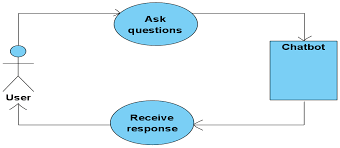 Ask
questions
Chatbot
User
Receive
response